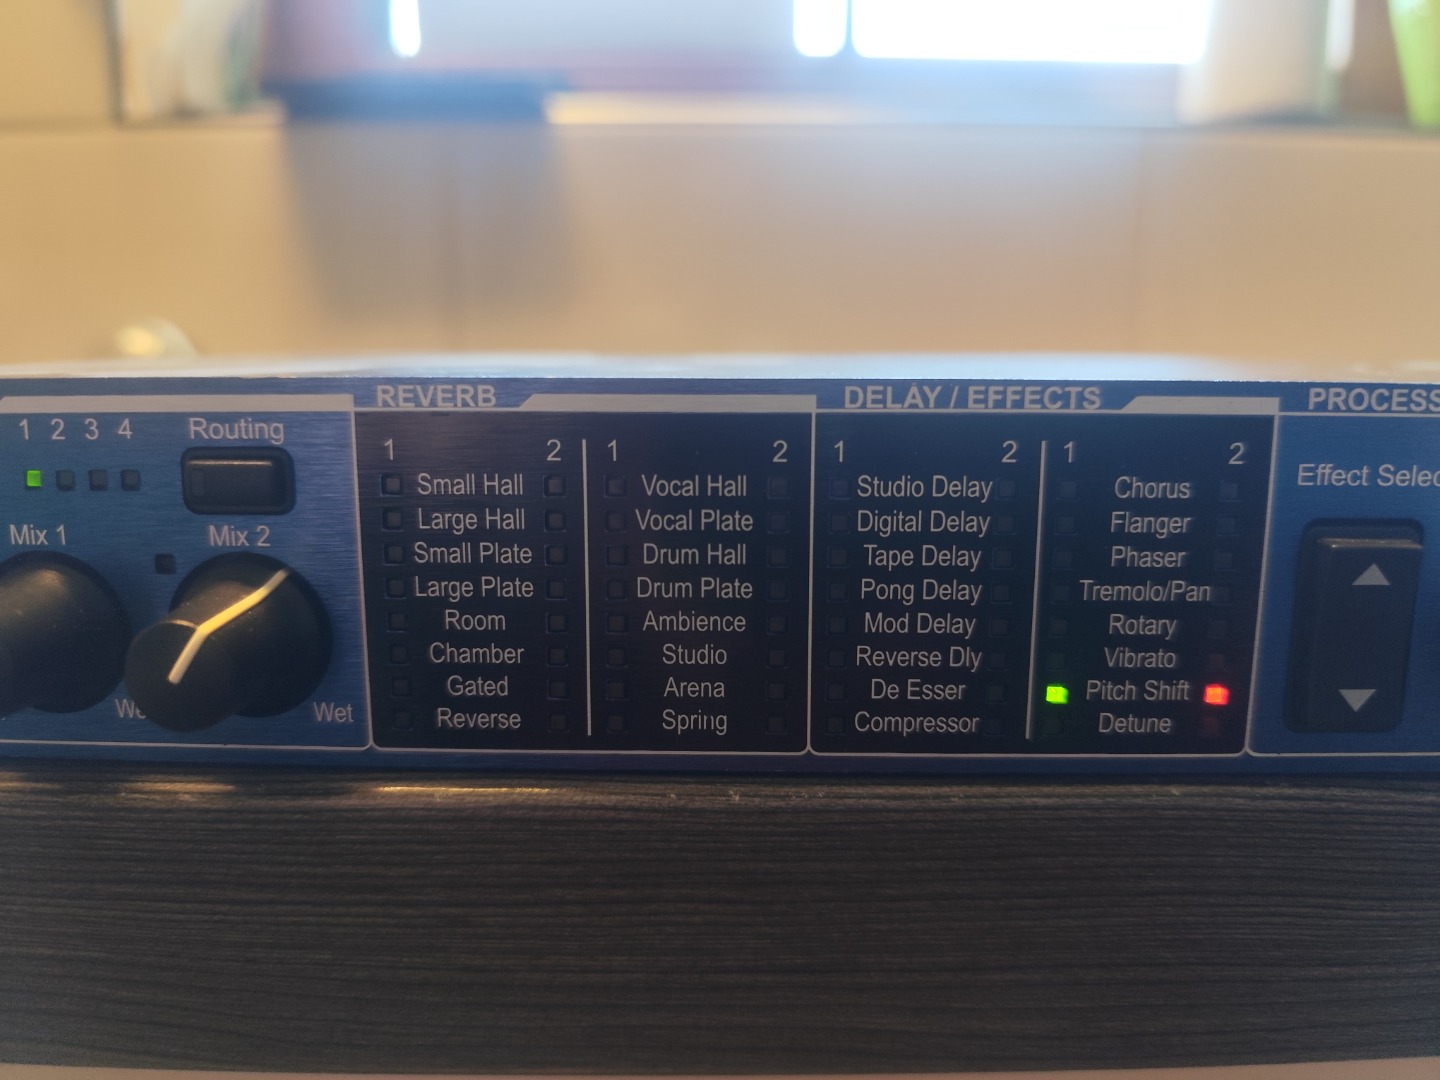 REVERB
DELAY / EFFECTS
PROCESS
1 2 3 4
Routing
Mix 1
Mix 2
Wet
1 2
Small Hall
Large Hall
Small Plate
Large Plate
Room
Chamber
Gated
Reverse
1 2
Vocal Hall
Vocal Plate
Drum Hall
Drum Plate
Ambience
Studio
Arena
Spring
1 2
Studio Delay
Digital Delay
Tape Delay
Pong Delay
Mod Delay
Reverse Dly
De Esser
Compressor
1 2
Chorus
Flanger
Phaser
Tremolo/Pan
Rotary
Vibrato
Pitch Shift
Detune
Effect Selec